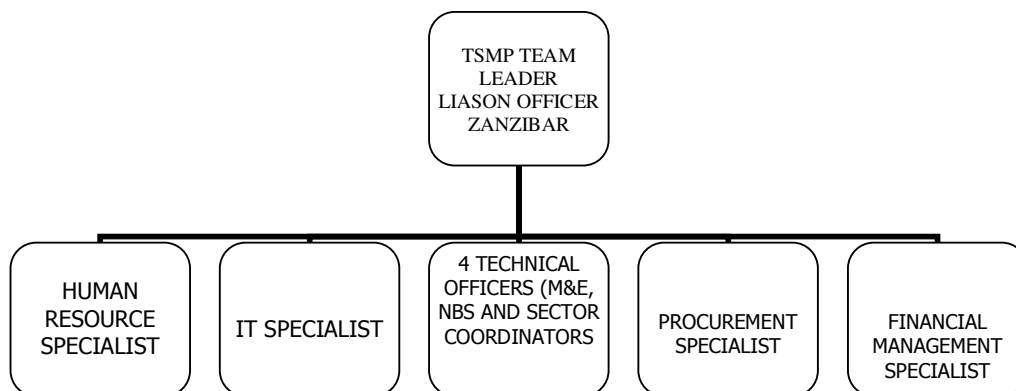 TSMP TEAM
LEADER
LIASON OFFICER
ZANZIBAR
HUMAN
RESOURCE
SPECIALIST
IT SPECIALIST
4 TECHNICAL
OFFICERS (M&E,
NBS AND SECTOR
COORDINATORS
PROCUREMENT
SPECIALIST
FINANCIAL
MANAGEMENT
SPECIALIST